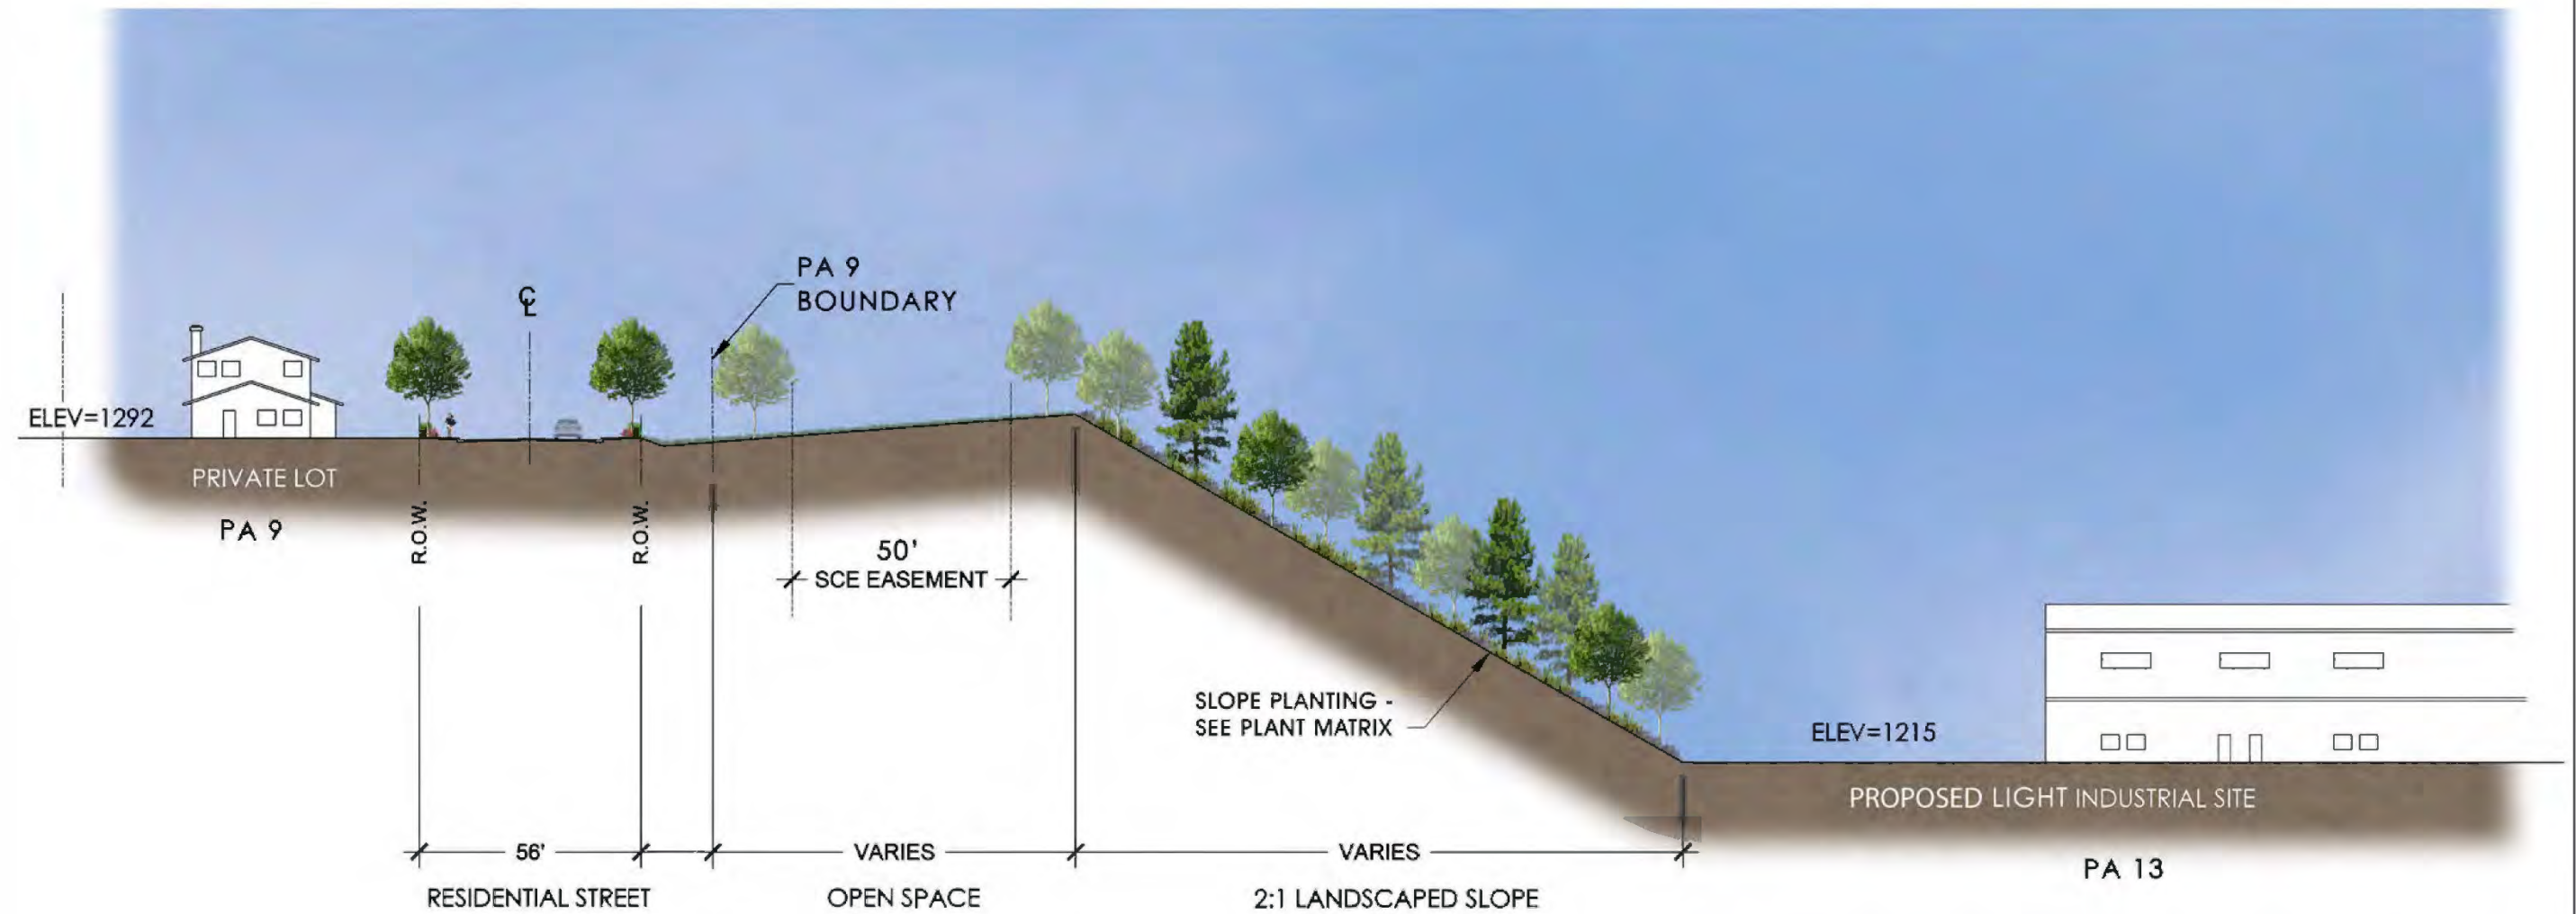 PA 9
BOUNDARY
℄
ELEV=1292
PRIVATE LOT
PA 9
R.O.W.
R.O.W.
50'
SCE EASEMENT
SLOPE PLANTING -
SEE PLANT MATRIX
ELEV=1215
PROPOSED LIGHT INDUSTRIAL SITE
PA 13
56'
VARIES
VARIES
RESIDENTIAL STREET
OPEN SPACE
2:1 LANDSCAPED SLOPE